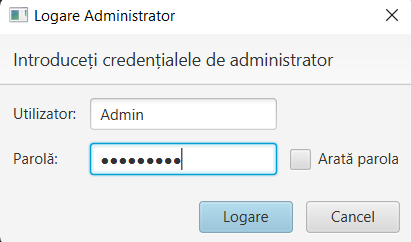 Logare Administrator
Introduceți credențialele de administrator
Utilizator: Admin
Parolă: ●●●●●●●●● Arată parola
Logare Cancel